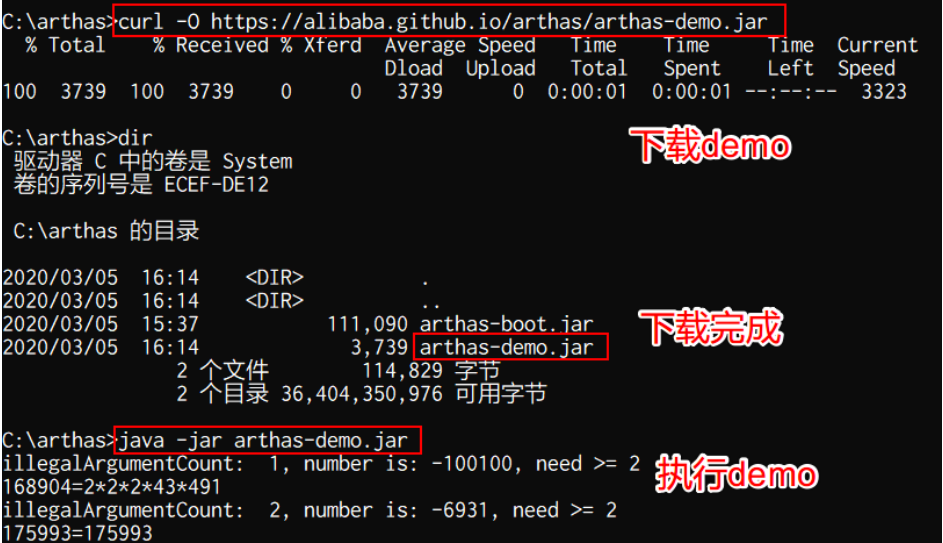 C:\arthas>curl -O https://alibaba.github.io/arthas/arthas-demo.jar
% Total % Received % Xferd Average Speed Time Time Time Current
Dload Upload Total Spent Left Speed
100 3739 100 3739 0 0 3739 0 0:00:01 0:00:01 --:--:-- 3323
C:\arthas>dir
下载demo
驱动器 C 中的卷是 System
卷的序列号是 ECEF-DE12
C:\arthas 的目录
2020/03/05 16:14 <DIR> .
2020/03/05 16:14 <DIR> ..
2020/03/05 15:37 111,090 arthas-boot.jar
下载完成
2020/03/05 16:14 3,739 arthas-demo.jar
2 个文件 114,829 字节
2 个目录 36,404,350,976 可用字节
C:\arthas>java -jar arthas-demo.jar
illegalArgumentCount: 1, number is: -100100, need >= 2
执行demo
168904=2*2*2*43*491
illegalArgumentCount: 2, number is: -6931, need >= 2
175993=175993